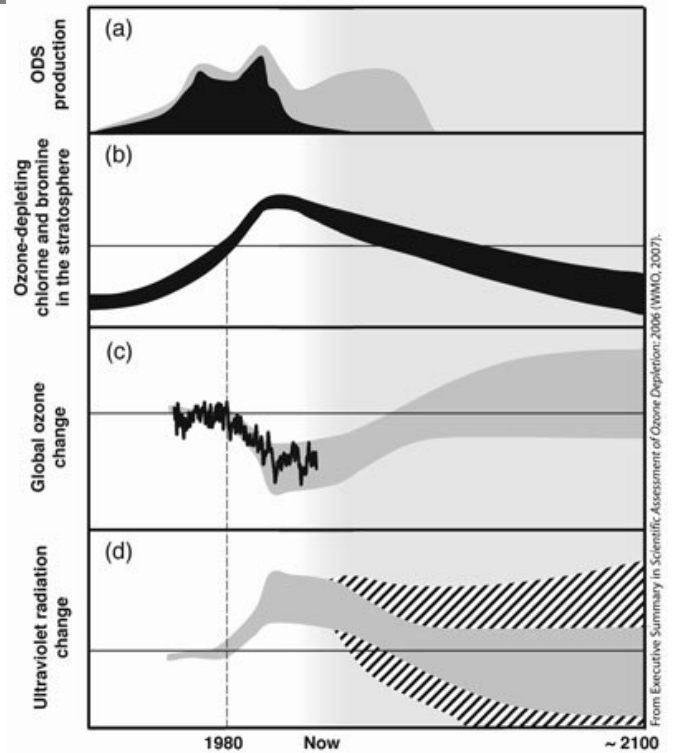 (a)
ODS
production
(b)
Ozone-depleting
chlorine and bromine
in the stratosphere
(c)
Global ozone
change
(d)
Ultraviolet radiation
change
1980
Now
~ 2100
From Executive Summary in Scientific Assessment of Ozone Depletion: 2006 (WMO, 2007).